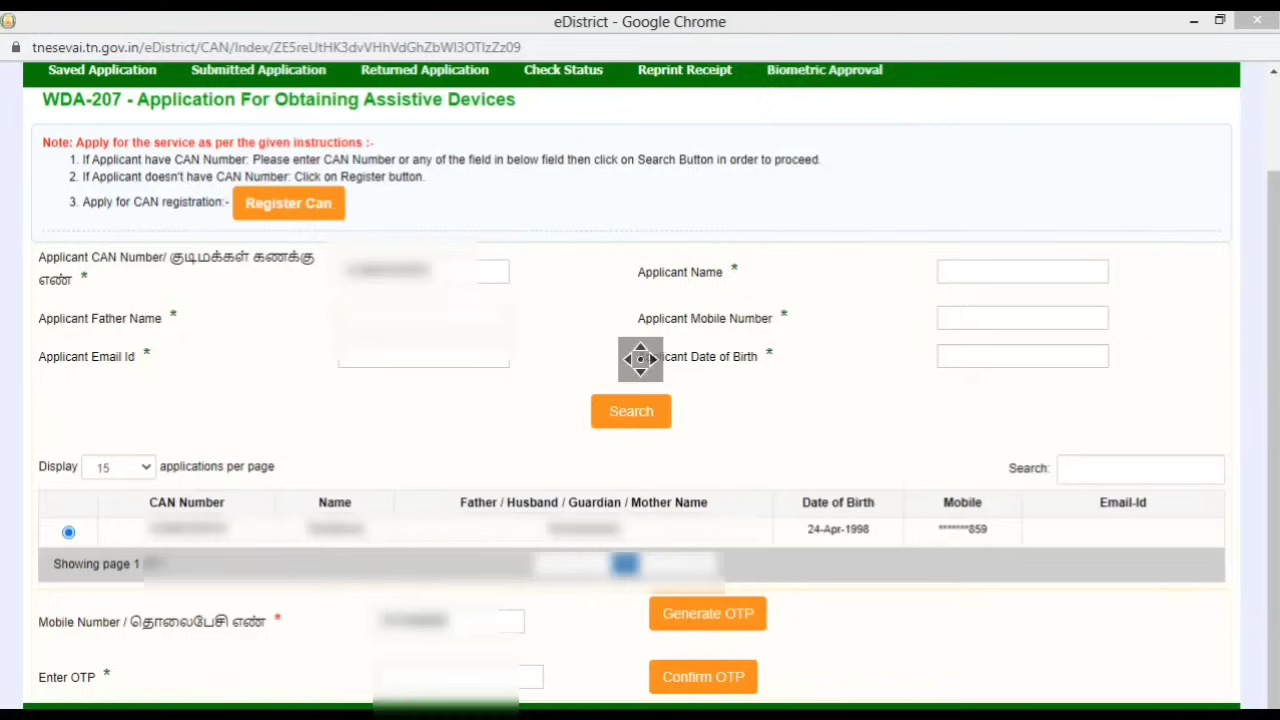 eDistrict - Google Chrome
tnesevai.tn.gov.in/eDistrict/CAN/Index/ZE5reUtHK3dvVHhVdGhZbWI3OTIzZz09
Saved Application Submitted Application Returned Application Check Status Reprint Receipt Biometric Approval
WDA-207 - Application For Obtaining Assistive Devices
Note: Apply for the service as per the given instructions :-
1. If Applicant have CAN Number: Please enter CAN Number or any of the field in below field then click on Search Button in order to proceed.
2. If Applicant doesn't have CAN Number: Click on Register button.
3. Apply for CAN registration:- Register Can
Applicant CAN Number/ குடிமக்கள் கணக்கு
எண் *
Applicant Name *
Applicant Father Name * Applicant Mobile Number *
Applicant Email Id * cant Date of Birth *
Search
Display 15 applications per page Search:
CAN Number Name Father / Husband / Guardian / Mother Name Date of Birth Mobile Email-Id
24-Apr-1998 *******859
Showing page 1
Mobile Number / தொலைபேசி எண் * Generate OTP
Enter OTP * Confirm OTP